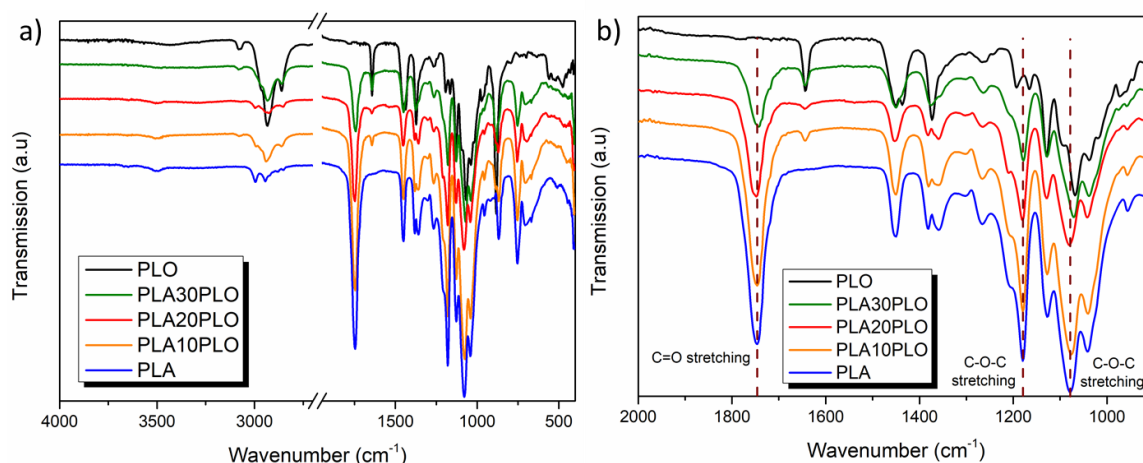 a)
//
Transmission (a.u)
PLO
PLA30PLO
PLA20PLO
PLA10PLO
PLA
//
4000 3500 3000 1500 1000 500
Wavenumber (cm-1)
b)
Transmission (a.u)
C=O stretching
PLO
PLA30PLO
PLA20PLO
PLA10PLO
PLA
C-O-C
stretching
C-O-C
stretching
2000 1800 1600 1400 1200 1000
Wavenumber (cm-1)